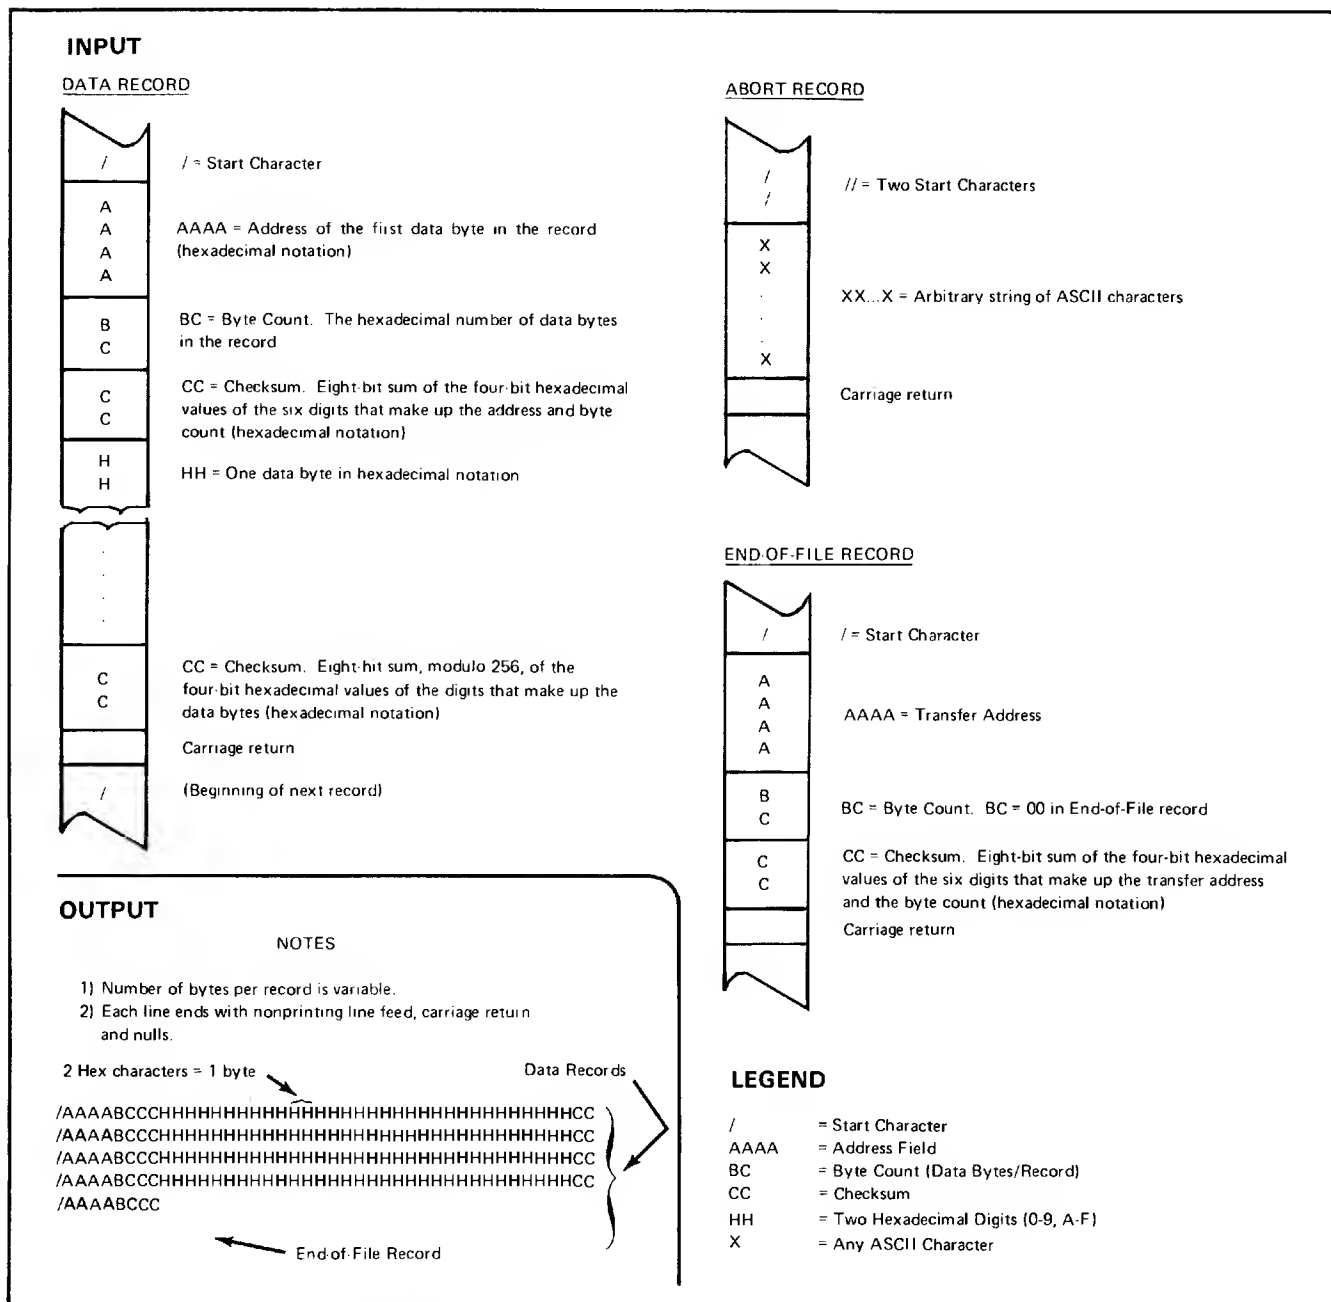 INPUT
DATA RECORD
/
/ = Start Character
A
A
A
A
AAAA = Address of the first data byte in the record
(hexadecimal notation)
B
C
BC = Byte Count. The hexadecimal number of data bytes
in the record
C
C
CC = Checksum. Eight-bit sum of the four-bit hexadecimal
values of the six digits that make up the address and byte
count (hexadecimal notation)
H
H
HH = One data byte in hexadecimal notation
.
.
.
.
C
C
CC = Checksum. Eight-hit sum, modulo 256, of the
four-bit hexadecimal values of the digits that make up the
data bytes (hexadecimal notation)
Carriage return
/
(Beginning of next record)
ABORT RECORD
/
/
// = Two Start Characters
X
X
.
.
.
X
XX...X = Arbitrary string of ASCII characters
Carriage return
END-OF-FILE RECORD
/
/ = Start Character
A
A
A
A
AAAA = Transfer Address
B
C
BC = Byte Count. BC = 00 in End-of-File record
C
C
CC = Checksum. Eight-bit sum of the four-bit hexadecimal
values of the six digits that make up the transfer address
and the byte count (hexadecimal notation)
Carriage return
OUTPUT
NOTES
1) Number of bytes per record is variable.
2) Each line ends with nonprinting line feed, carriage return
and nulls.
2 Hex characters = 1 byte
Data Records
/AAAABCCCHHHHHHHHHHHHHHHHHHHHHHHHHHHHHHHHCC
/AAAABCCCHHHHHHHHHHHHHHHHHHHHHHHHHHHHHHHHCC
/AAAABCCCHHHHHHHHHHHHHHHHHHHHHHHHHHHHHHHHCC
/AAAABCCCHHHHHHHHHHHHHHHHHHHHHHHHHHHHHHHHCC
/AAAABCCC
End-of-File Record
LEGEND
/ = Start Character
AAAA = Address Field
BC = Byte Count (Data Bytes/Record)
CC = Checksum
HH = Two Hexadecimal Digits (0-9, A-F)
X = Any ASCII Character